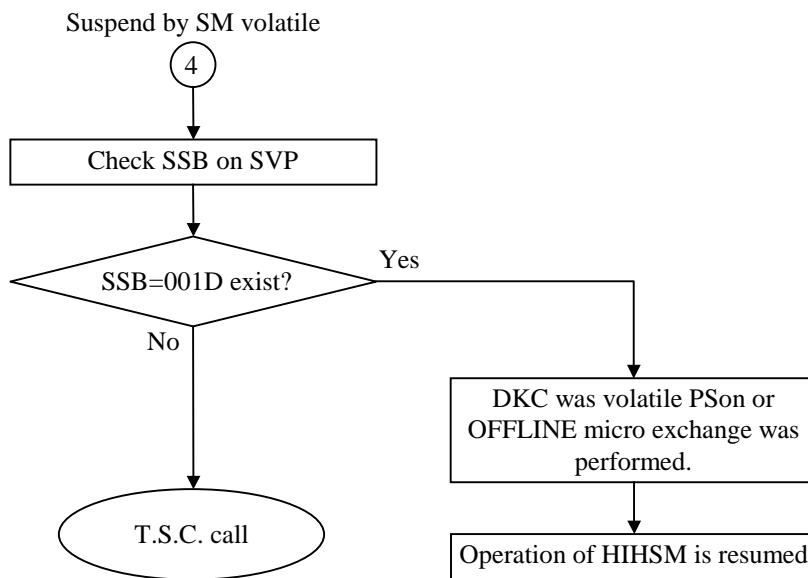 Suspend by SM volatile
4
Check SSB on SVP
SSB=001D exist?
Yes
No
DKC was volatile PSon or
OFFLINE micro exchange was
performed.
T.S.C. call
Operation of HIHSM is resumed